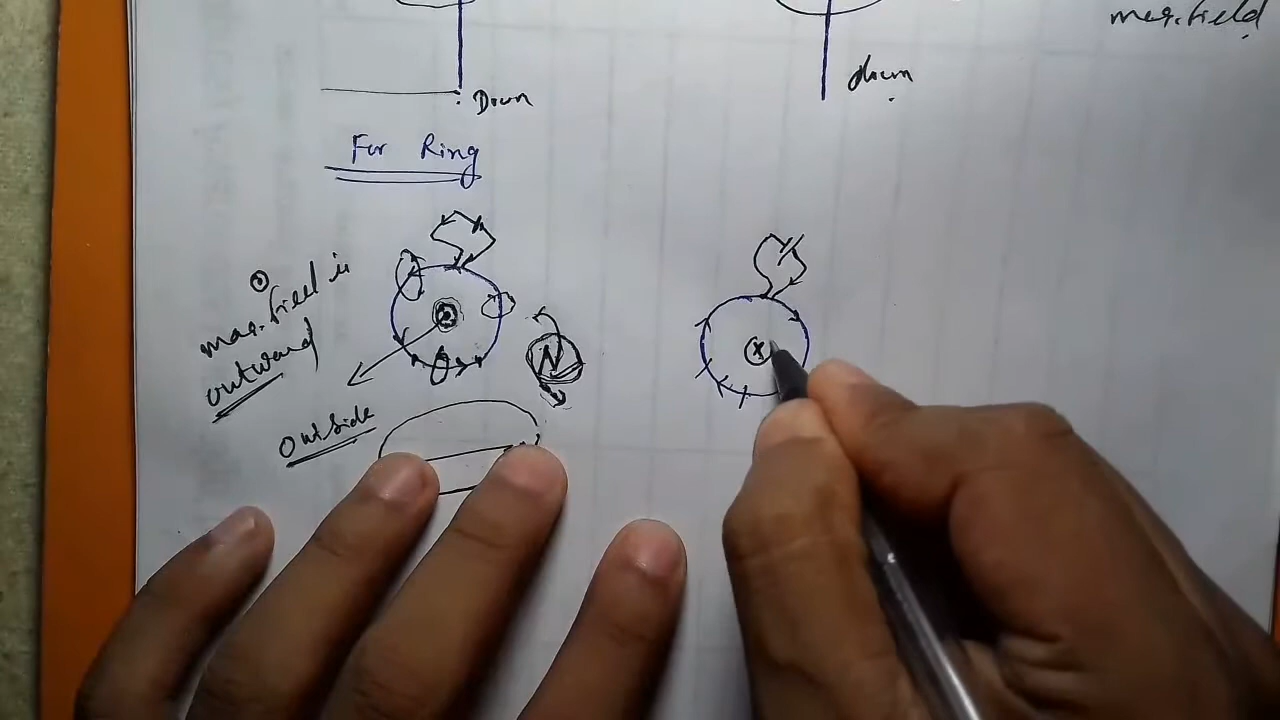 mag.field
Down
down
For Ring
mag.field is
outward
outside
N
X